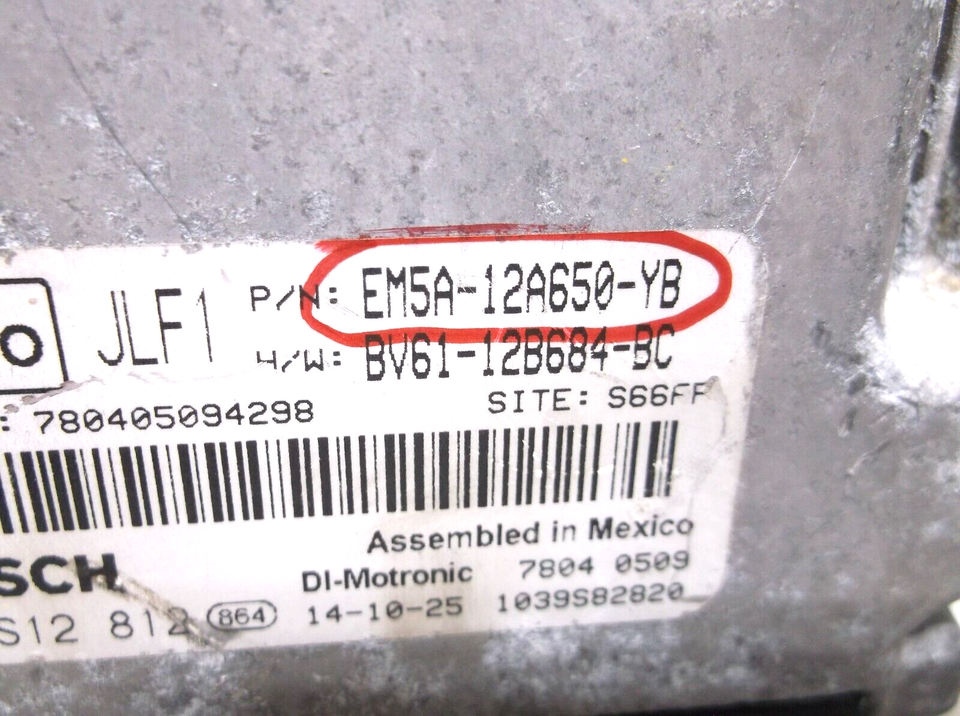 JLF1 P/N: EM5A-12A650-YB
H/W: BV61-12B684-BC
: 780405094298 SITE: S66FF
Assembled in Mexico
SCH DI-Motronic 7804 0509
S12 812 864 14-10-25 1039S82820